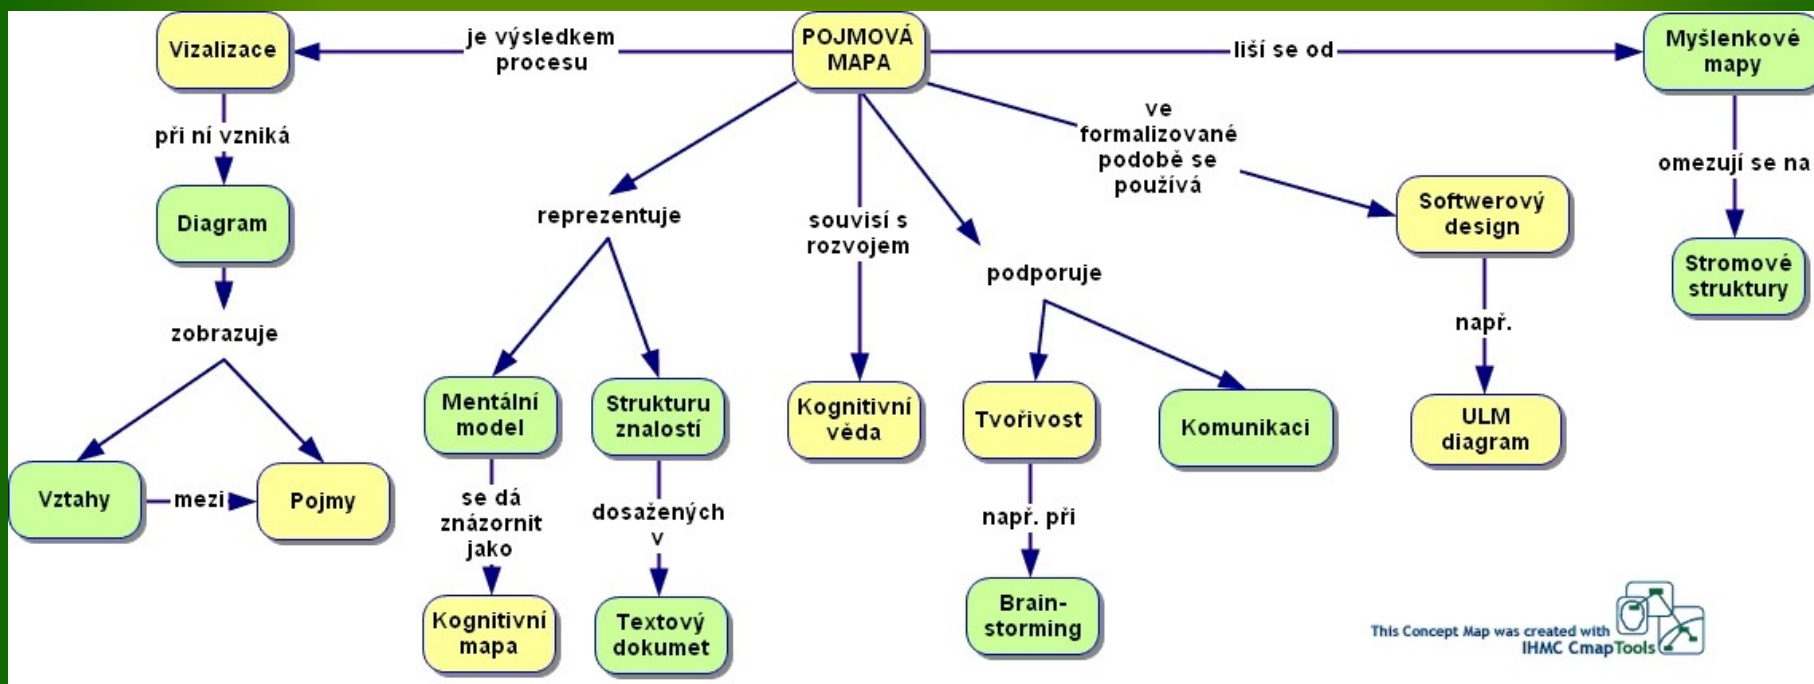 Vizalizace
je výsledkem
procesu
POJMOVÁ
MAPA
liší se od
Myšlenkové
mapy
při ní vzniká
ve
formalizované
podobě se
používá
omezují se na
Diagram
reprezentuje
souvisí s
rozvojem
podporuje
Softwerový
design
Stromové
struktury
zobrazuje
např.
Mentální
model
Strukturu
znalostí
Kognitivní
věda
Tvořivost
Komunikaci
ULM
diagram
Vztahy
mezi
Pojmy
se dá
znázornit
jako
dosažených
v
např. při
Kognitivní
mapa
Textový
dokumet
Brain-
storming
This Concept Map was created with
IHMC CmapTools